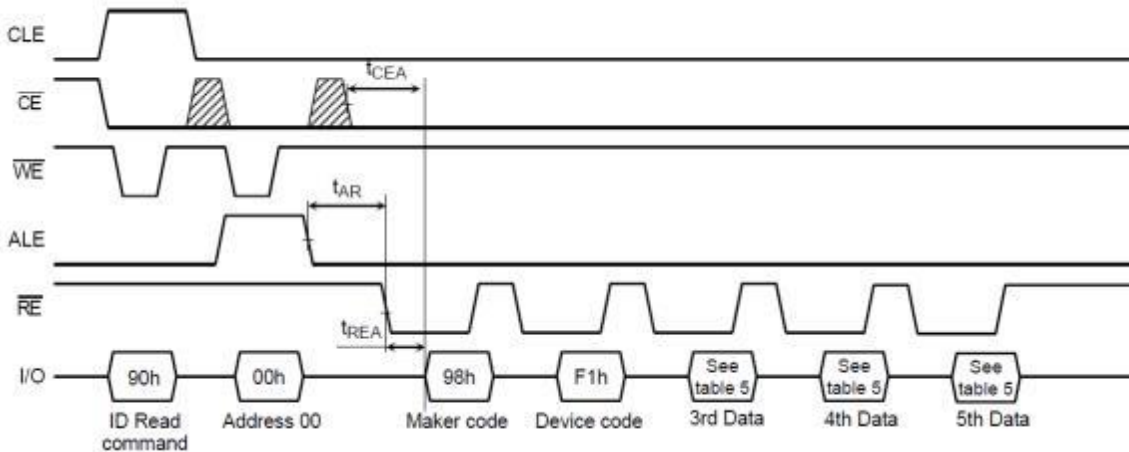 CLE
tCEA
CE
WE
tAR
ALE
RE
tREA
I/O
90h
00h
98h
F1h
See
table 5
See
table 5
See
table 5
ID Read
command
Address 00
Maker code
Device code
3rd Data
4th Data
5th Data